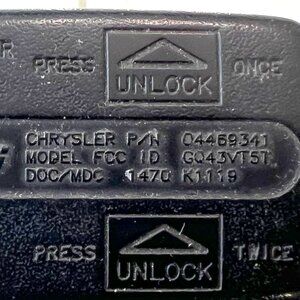 PRESS UNLOCK ONCE
CHRYSLER P/N 04469341
MODEL FCC ID GQ43VT5T
DOC/MDC 1470 K1119
PRESS UNLOCK TWICE